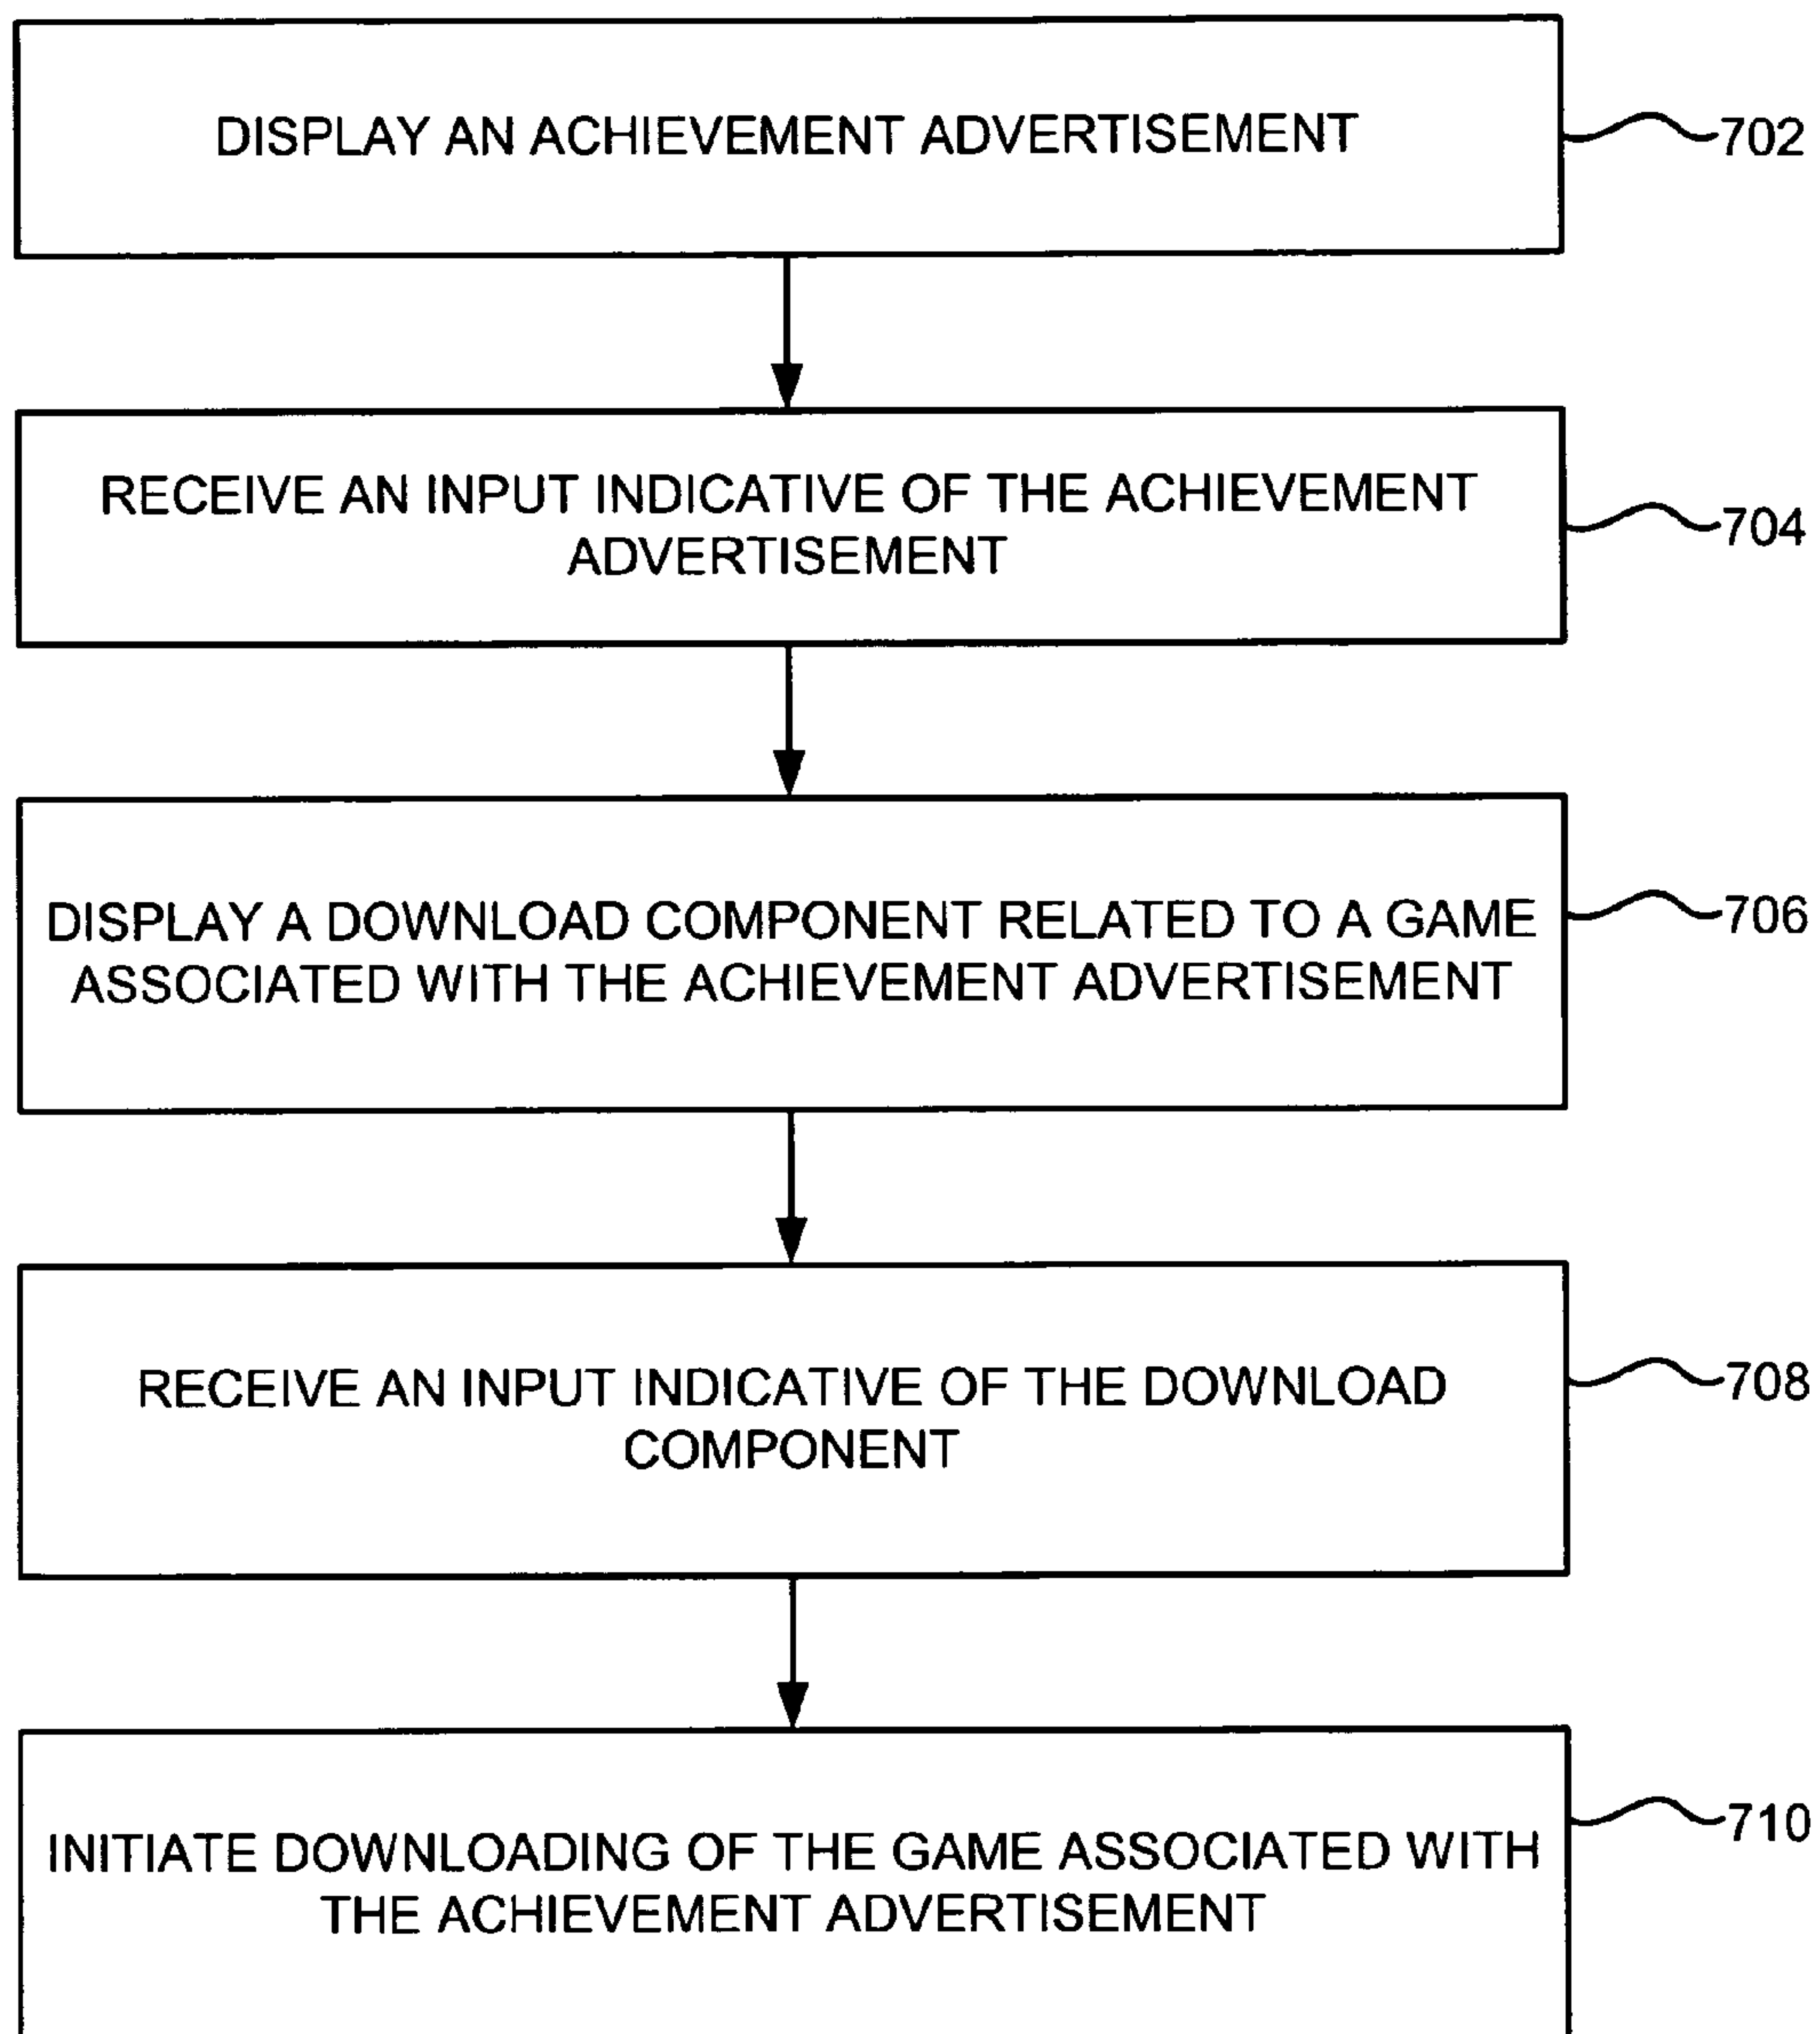 DISPLAY AN ACHIEVEMENT ADVERTISEMENT
702
RECEIVE AN INPUT INDICATIVE OF THE ACHIEVEMENT
ADVERTISEMENT
704
DISPLAY A DOWNLOAD COMPONENT RELATED TO A GAME
ASSOCIATED WITH THE ACHIEVEMENT ADVERTISEMENT
706
RECEIVE AN INPUT INDICATIVE OF THE DOWNLOAD
COMPONENT
708
INITIATE DOWNLOADING OF THE GAME ASSOCIATED WITH
THE ACHIEVEMENT ADVERTISEMENT
710